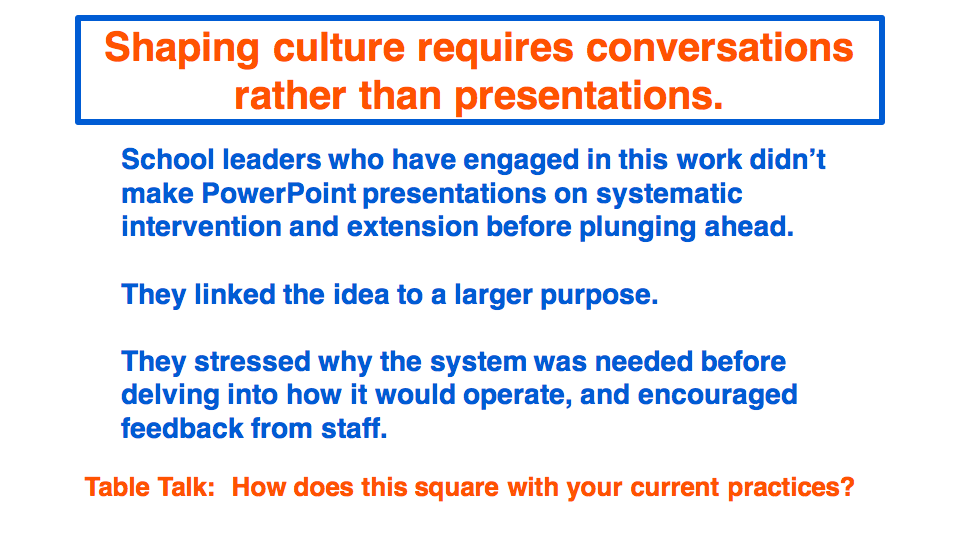 Shaping culture requires conversations
rather than presentations.
School leaders who have engaged in this work didn’t
make PowerPoint presentations on systematic
intervention and extension before plunging ahead.
They linked the idea to a larger purpose.
They stressed why the system was needed before
delving into how it would operate, and encouraged
feedback from staff.
Table Talk:  How does this square with your current practices?